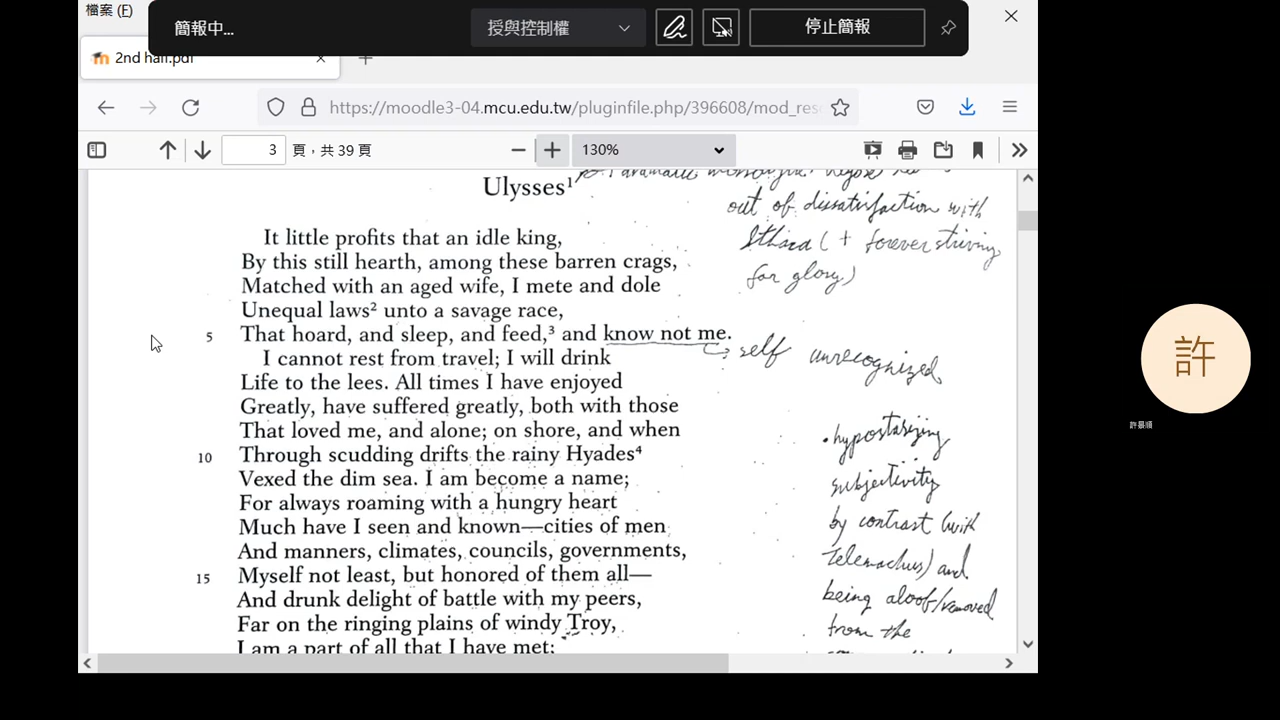 檔案 (F)
簡報中...
授與控制權
停止簡報
2nd half.pdf
https://moodle3-04.mcu.edu.tw/pluginfile.php/396608/mod_res
3 頁，共 39 頁
130%
Ulysses¹
dramatic monologue
out of dissatisfaction with
Ithaca (+ forever striving
for glory)
It little profits that an idle king,
By this still hearth, among these barren crags,
Matched with an aged wife, I mete and dole
Unequal laws² unto a savage race,
5 That hoard, and sleep, and feed,³ and know not me.
self unrecognized
I cannot rest from travel; I will drink
Life to the lees. All times I have enjoyed
Greatly, have suffered greatly, both with those
That loved me, and alone; on shore, and when
10 Through scudding drifts the rainy Hyades⁴
Vexed the dim sea. I am become a name;
For always roaming with a hungry heart
Much have I seen and known—cities of men
And manners, climates, councils, governments,
15 Myself not least, but honored of them all—
And drunk delight of battle with my peers,
Far on the ringing plains of windy Troy,
I am a part of all that I have met;
• hypostasizing
subjectivity
by contrast (with
Telemachus) and
being aloof/removed
from the
許
許景順